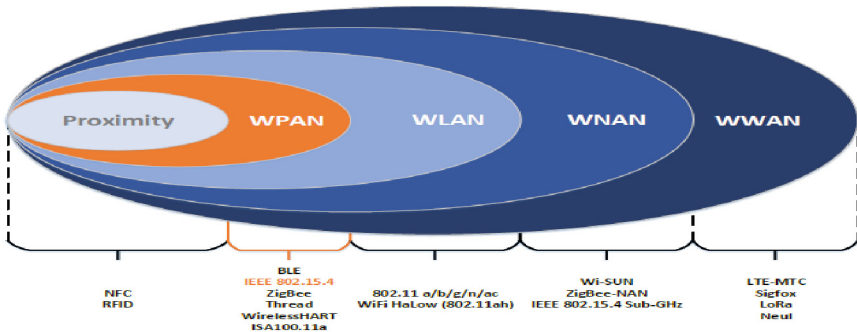 Proximity
WPAN
WLAN
WNAN
WWAN
NFC
RFID
BLE
IEEE 802.15.4
ZigBee
Thread
WirelessHART
ISA100.11a
802.11 a/b/g/n/ac
WiFi HaLow (802.11ah)
Wi-SUN
ZigBee-NAN
IEEE 802.15.4 Sub-GHz
LTE-MTC
Sigfox
LoRa
Neul